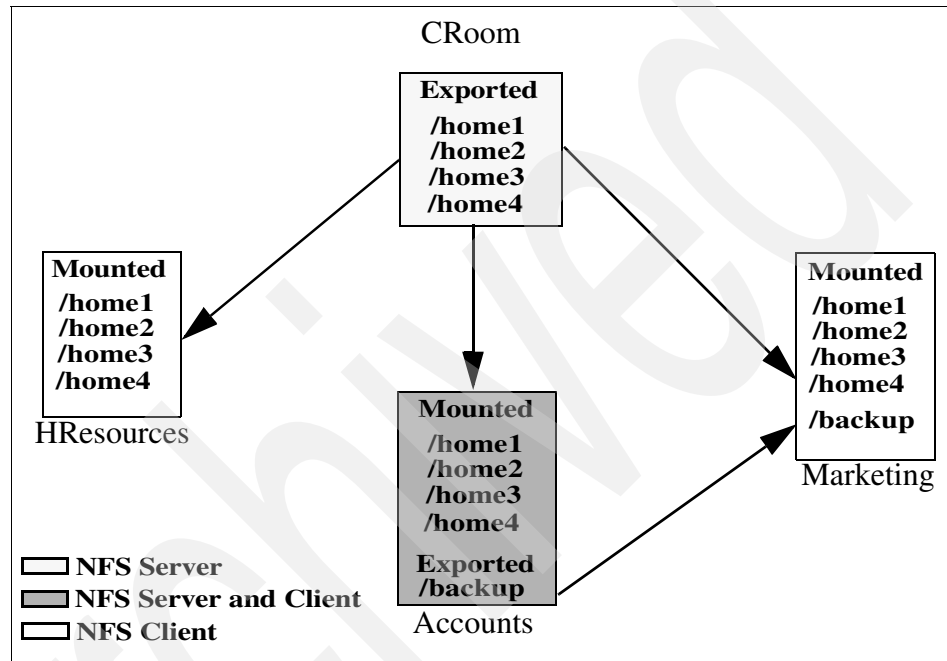 CRoom
Exported
/home1
/home2
/home3
/home4
Mounted
/home1
/home2
/home3
/home4
HResources
Mounted
/home1
/home2
/home3
/home4
/backup
Marketing
Mounted
/home1
/home2
/home3
/home4
Exported
/backup
Accounts
NFS Server
NFS Server and Client
NFS Client